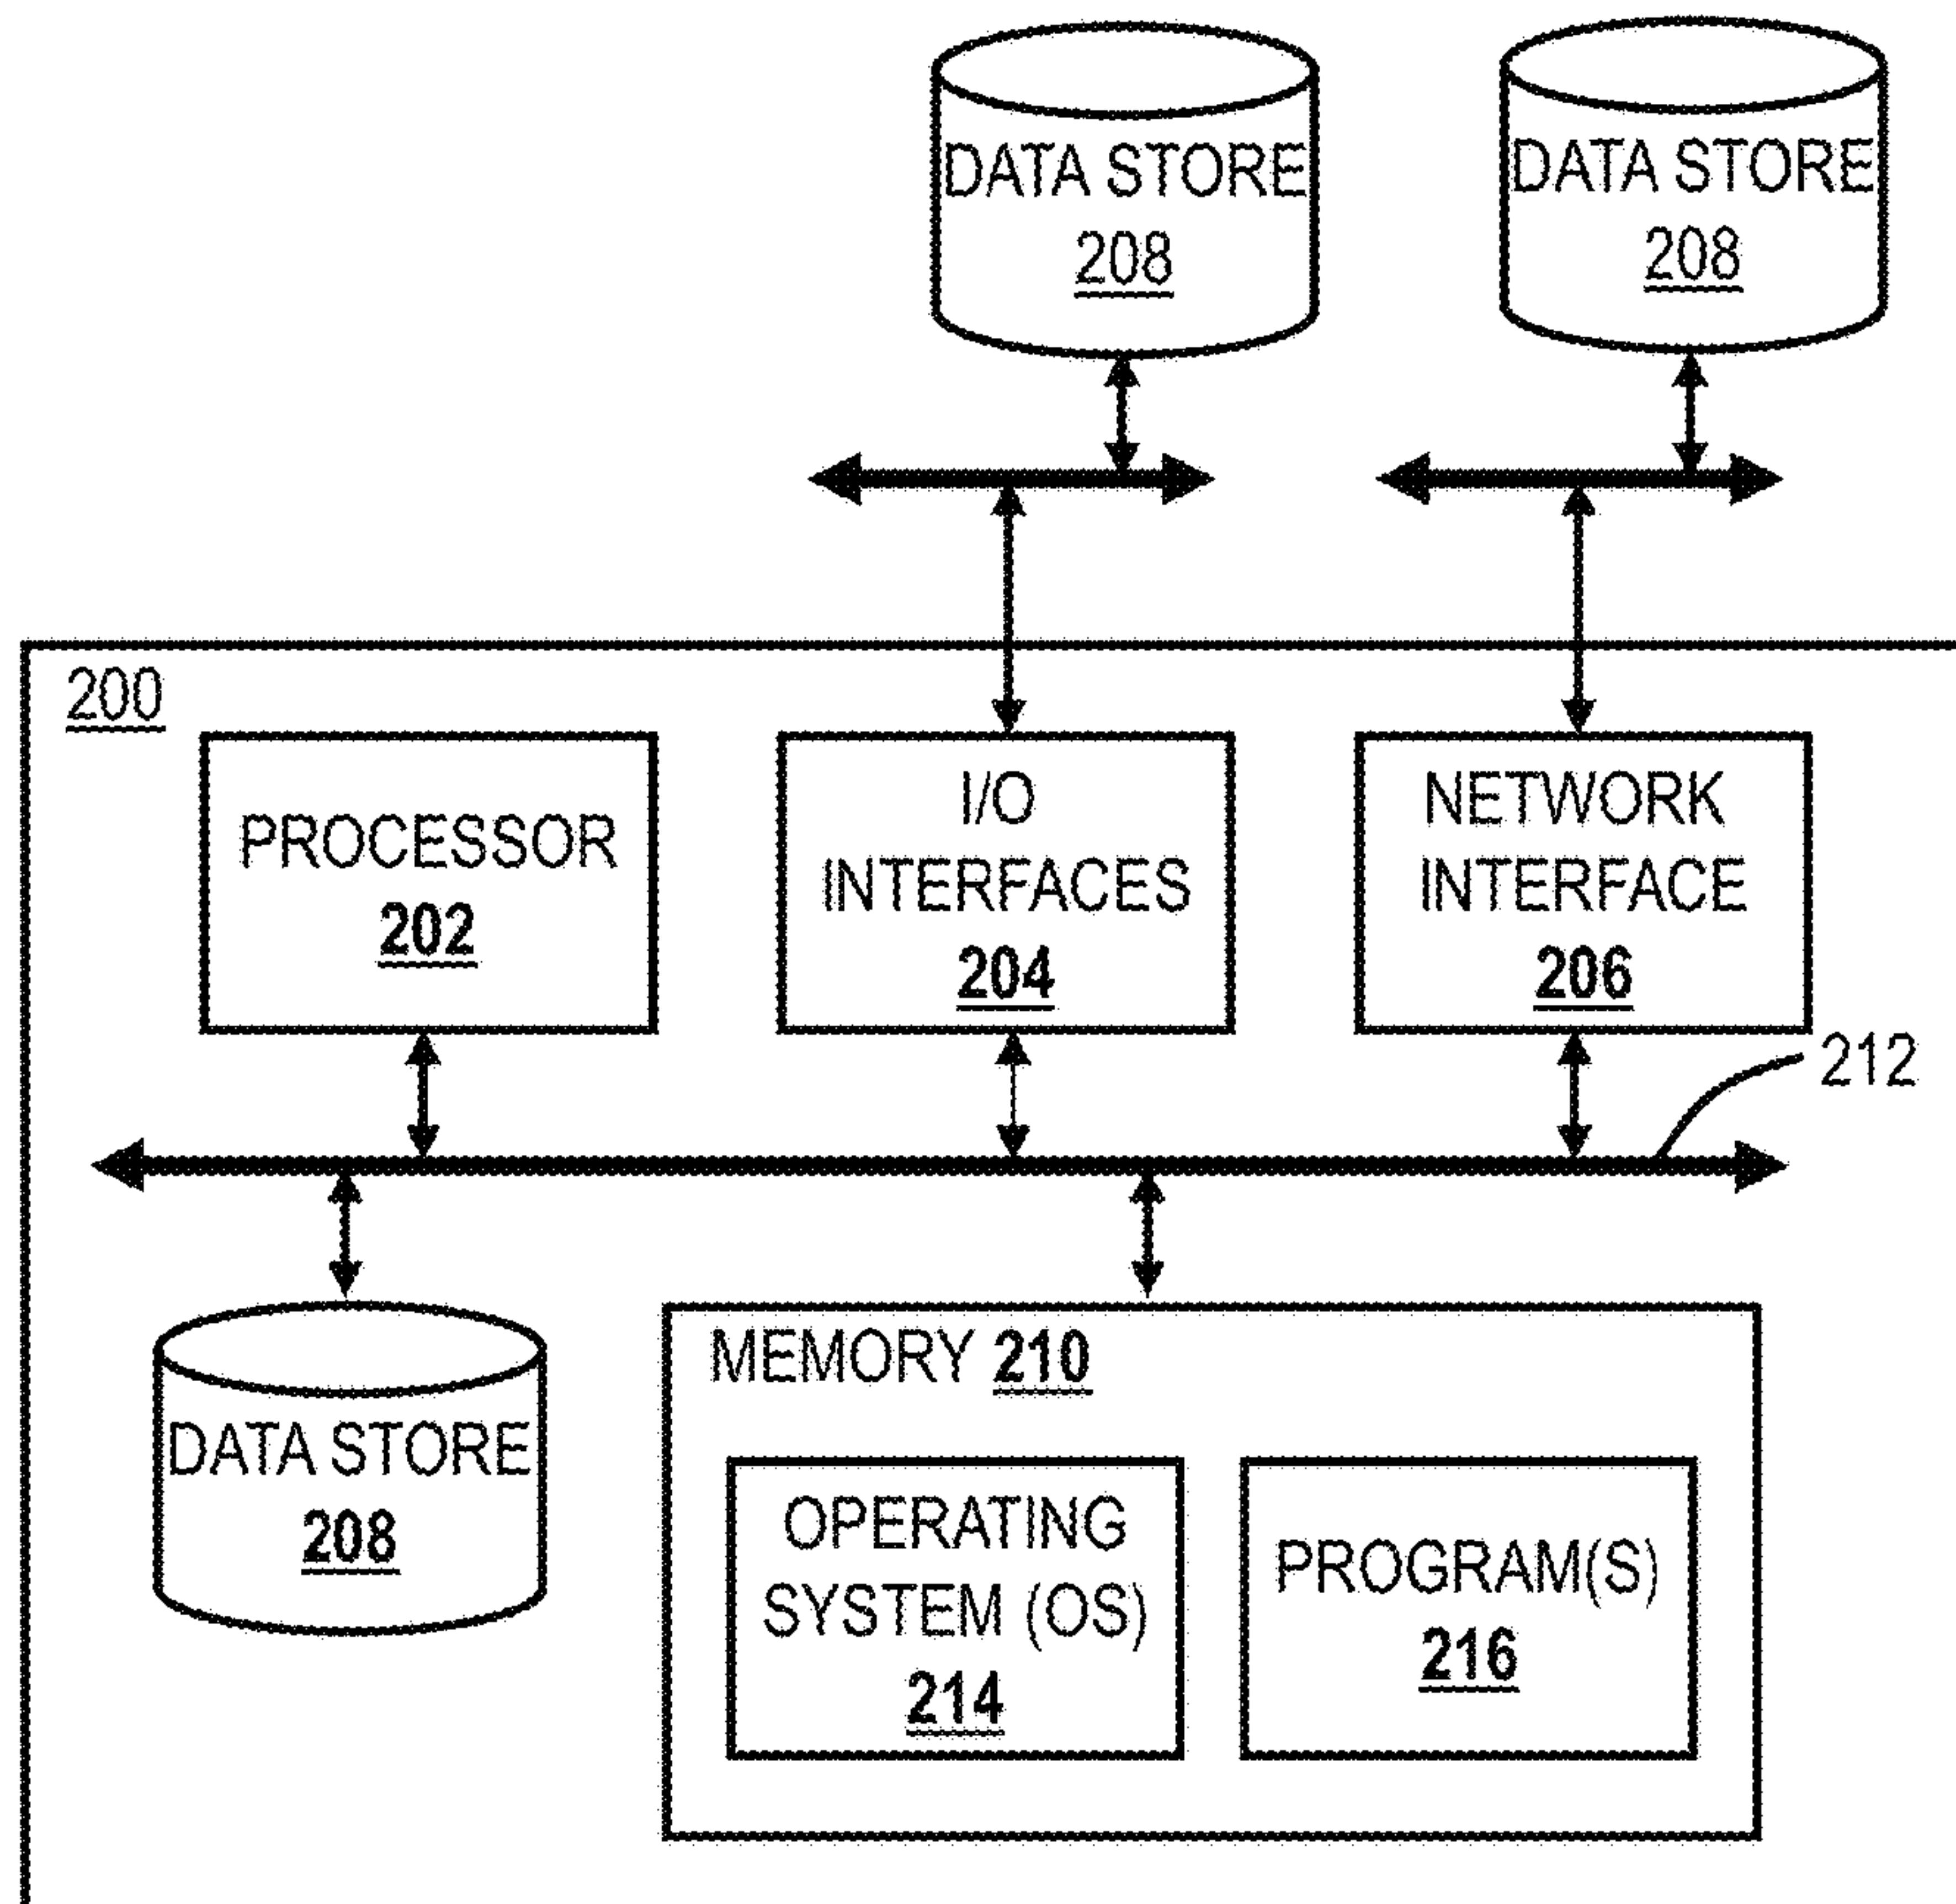 DATA STORE
208
DATA STORE
208
200
PROCESSOR
202
I/O
INTERFACES
204
NETWORK
INTERFACE
206
212
DATA STORE
208
MEMORY 210
OPERATING
SYSTEM (OS)
214
PROGRAM(S)
216